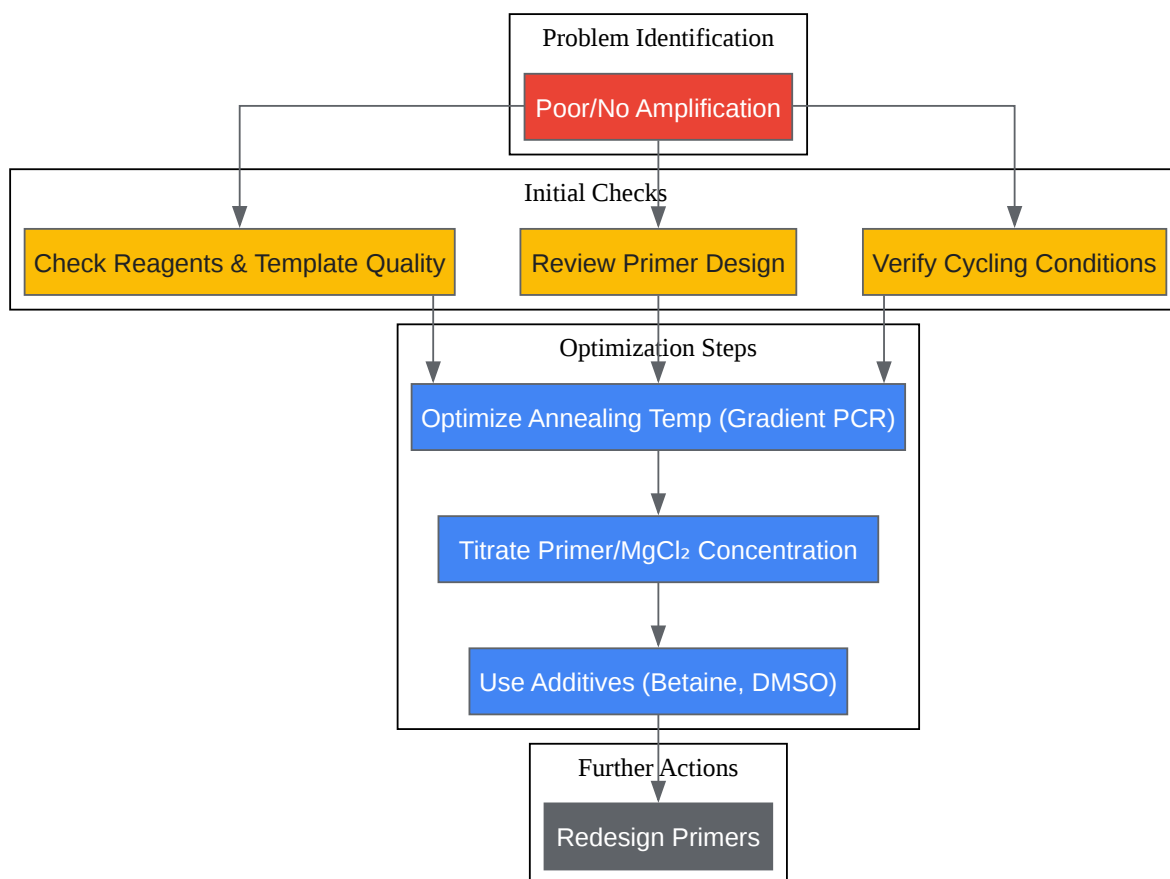 Problem Identification
Poor/No Amplification
Initial Checks
Check Reagents & Template Quality
Review Primer Design
Verify Cycling Conditions
Optimization Steps
Optimize Annealing Temp (Gradient PCR)
Titrate Primer/MgCl₂ Concentration
Use Additives (Betaine, DMSO)
Further Actions
Redesign Primers